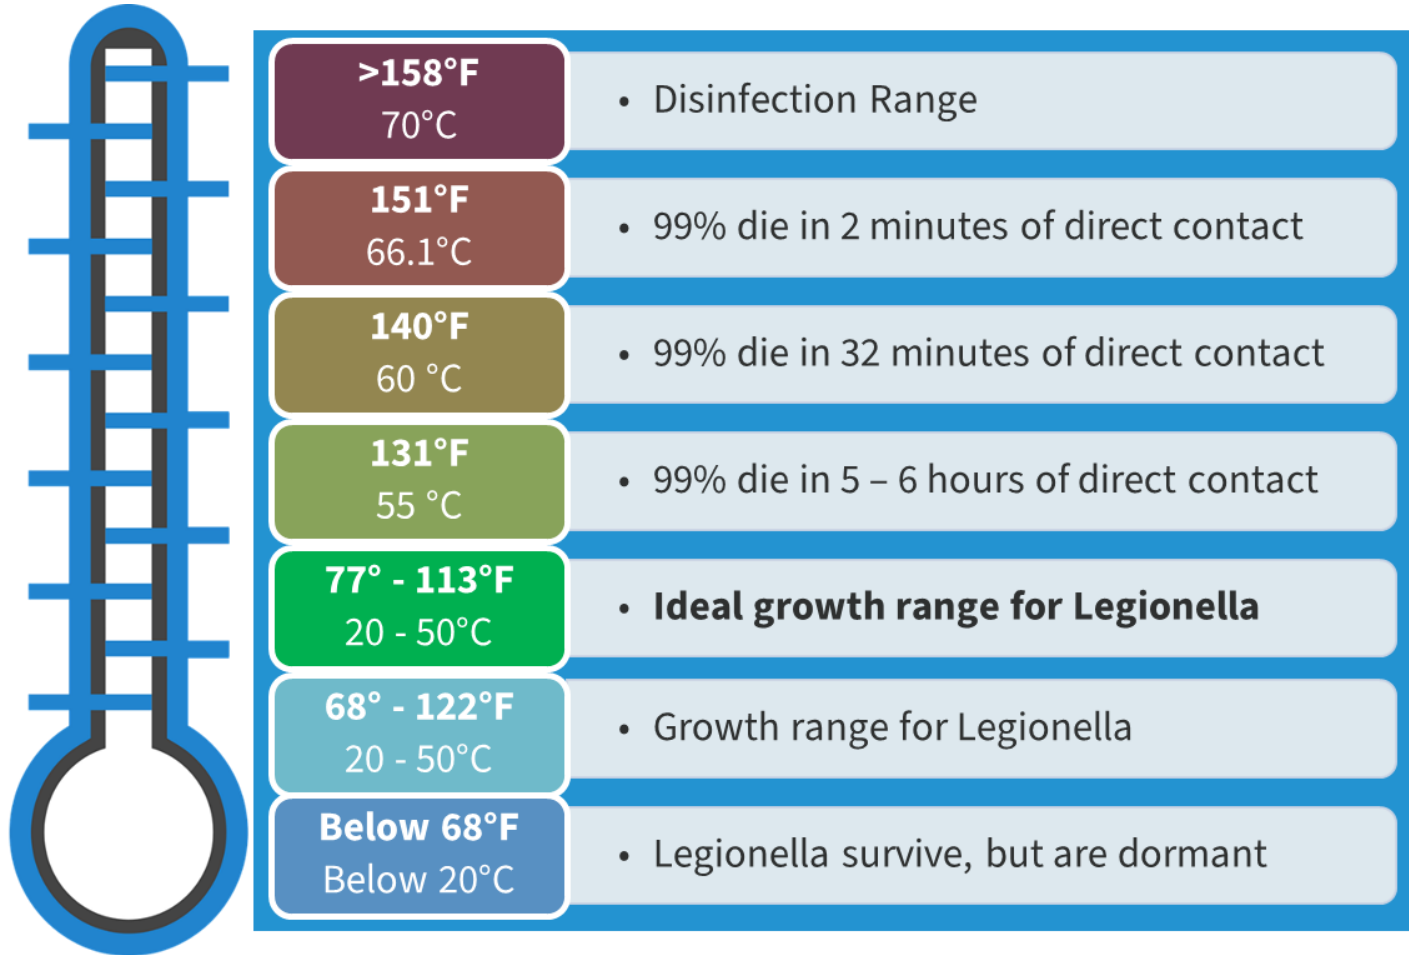 >158°F
70°C
• Disinfection Range
151°F
66.1°C
• 99% die in 2 minutes of direct contact
140°F
60 °C
• 99% die in 32 minutes of direct contact
131°F
55 °C
• 99% die in 5 – 6 hours of direct contact
77° - 113°F
20 - 50°C
• Ideal growth range for Legionella
68° - 122°F
20 - 50°C
• Growth range for Legionella
Below 68°F
Below 20°C
• Legionella survive, but are dormant